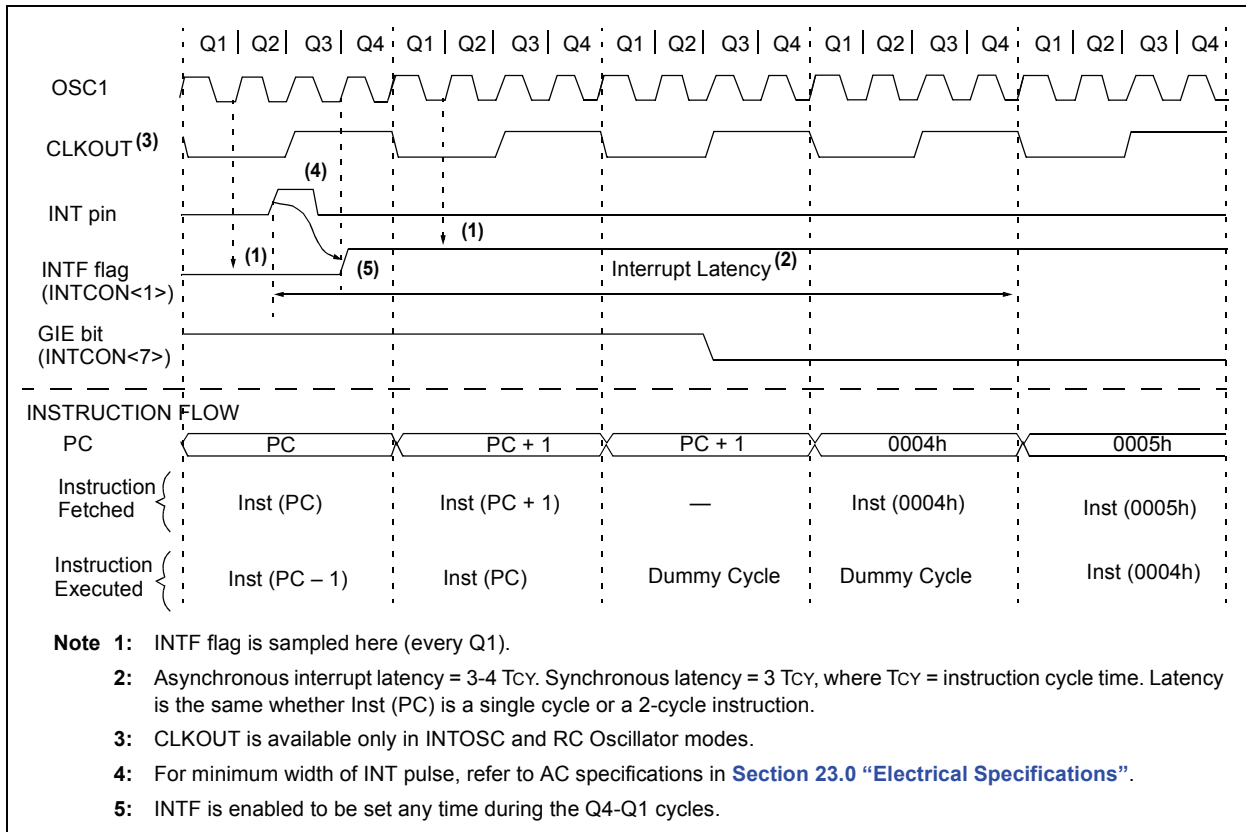 Q1 | Q2 | Q3 | Q4 Q1 | Q2 | Q3 | Q4 Q1 | Q2 | Q3 | Q4 Q1 | Q2 | Q3 | Q4 Q1 | Q2 | Q3 | Q4
OSC1
CLKOUT (3)
(4)
INT pin
(1)
(1)
INTF flag
(INTCON<1>)
(5)
Interrupt Latency (2)
GIE bit
(INTCON<7>)
INSTRUCTION FLOW
PC PC PC + 1 PC + 1 0004h 0005h
Instruction
Fetched
Inst (PC) Inst (PC + 1) — Inst (0004h) Inst (0005h)
Instruction
Executed
Inst (PC – 1) Inst (PC) Dummy Cycle Dummy Cycle Inst (0004h)
Note 1: INTF flag is sampled here (every Q1).
2: Asynchronous interrupt latency = 3-4 TCY. Synchronous latency = 3 TCY, where TCY = instruction cycle time. Latency
is the same whether Inst (PC) is a single cycle or a 2-cycle instruction.
3: CLKOUT is available only in INTOSC and RC Oscillator modes.
4: For minimum width of INT pulse, refer to AC specifications in Section 23.0 “Electrical Specifications”.
5: INTF is enabled to be set any time during the Q4-Q1 cycles.